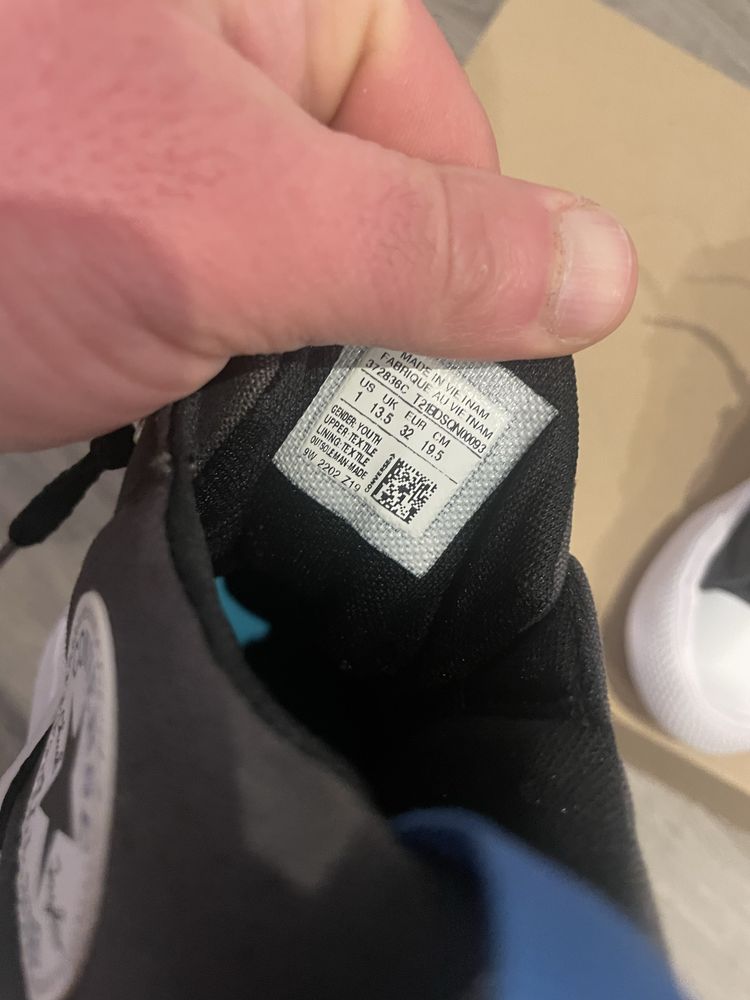 MADE IN VIETNAM
FABRIQUE AU VIETNAM
372836C T21BDSQN00093
US UK EUR CM
1 13.5 32 19.5
GENDER:YOUTH
UPPER:TEXTILE
LINING:TEXTILE
OUTSOLE:MAN-MADE
9W 2202 Z19